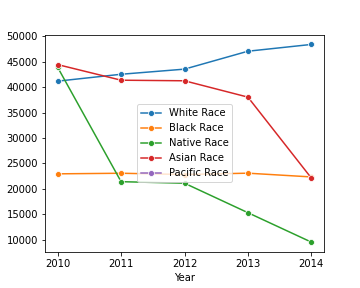 50000
45000
40000
35000
30000
25000
20000
15000
10000
White Race
Black Race
Native Race
Asian Race
Pacific Race
2010 2011 2012 2013 2014
Year